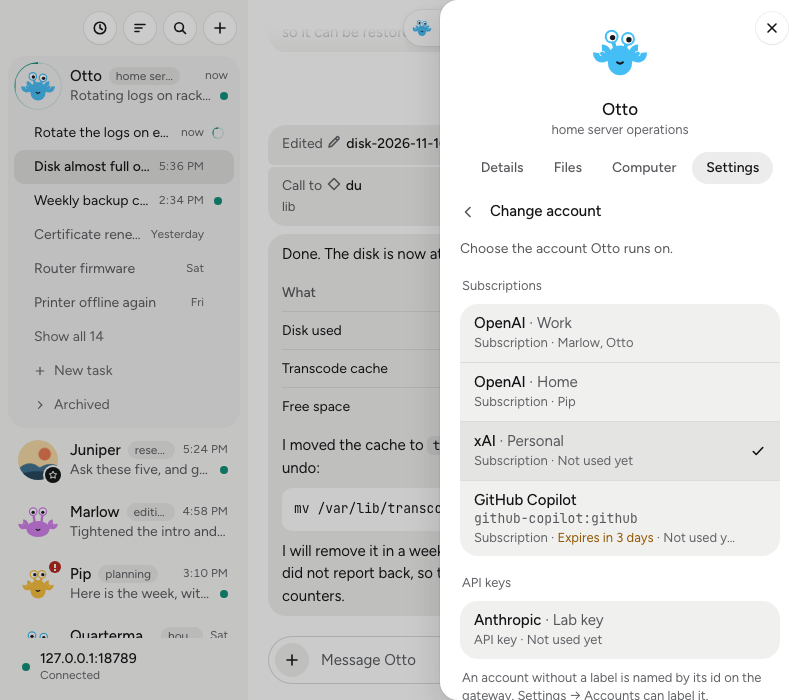 Otto
home ser...
now
Rotating logs on rack...
Rotate the logs on e...
now
Disk almost full o...
5:36 PM
Weekly backup c...
2:34 PM
Certificate rene...
Yesterday
Router firmware
Sat
Printer offline again
Fri
Show all 14
New task
Archived
Juniper
rese...
5:24 PM
Ask these five, and g...
Marlow
editi...
4:58 PM
Tightened the intro and...
Pip
planning
3:10 PM
Here is the week, wit...
Quarterma
hou...
Sat
127.0.0.1:18789
Connected
so it can be restor
Edited
disk-2026-11-1
Call to
du
lib
Done. The disk is now at
What
Disk used
Transcode cache
Free space
I moved the cache to t
undo:
mv /var/lib/transco
I will remove it in a week
did not report back, so t
counters.
Message Otto
Otto
home server operations
Details
Files
Computer
Settings
Change account
Choose the account Otto runs on.
Subscriptions
OpenAI · Work
Subscription · Marlow, Otto
OpenAI · Home
Subscription · Pip
xAI · Personal
Subscription · Not used yet
GitHub Copilot
github-copilot:github
Subscription · Expires in 3 days · Not used y...
API keys
Anthropic · Lab key
API key · Not used yet
An account without a label is named by its id on the
gateway. Settings → Accounts can label it.